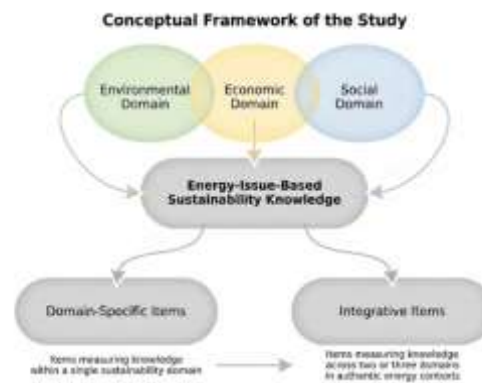 Conceptual Framework of the Study
Environmental
Domain
Economic
Domain
Social
Domain
Energy-Issue-Based
Sustainability Knowledge
Domain-Specific Items
Integrative Items
Items measuring knowledge
within a single sustainability domain
Items measuring knowledge
across two or three domains
in authentic energy contexts